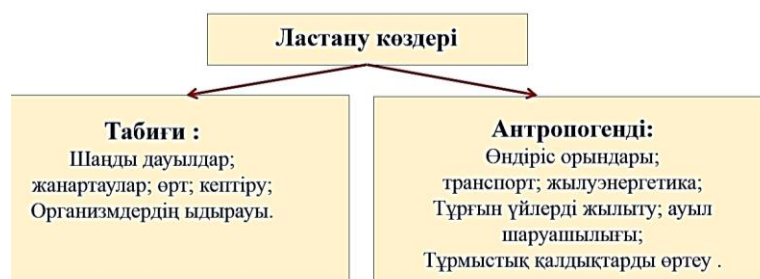 Ластану көздері
Табиғи :
Шаңды дауылдар;
жанартаулар; өрт; кептіру;
Организмдердің ыдырауы.
Антропогенді:
Өндіріс орындары;
транспорт; жылуэнергетика;
Тұрғын үйлерді жылыту; ауыл
шаруашылығы;
Тұрмыстық қалдықтарды өртеу .